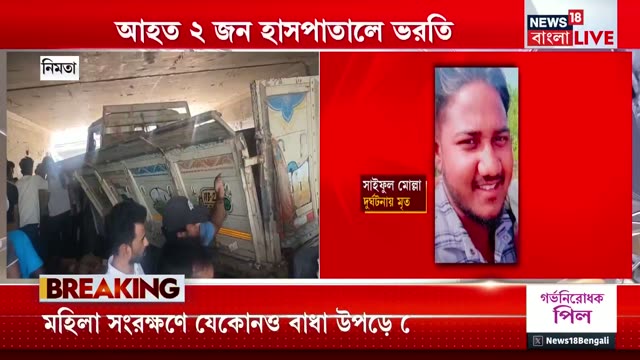 আহত ২ জন হাসপাতালে ভরতি
NEWS 18
বাংলা LIVE
নিমতা
সাইফুল মোল্লা
দুর্ঘটনায় মৃত
BREAKING
মহিলা সংরক্ষণে যেকোনও বাধা উপড়ে
গর্ভনিরোধক
পিল
X News18Bengali